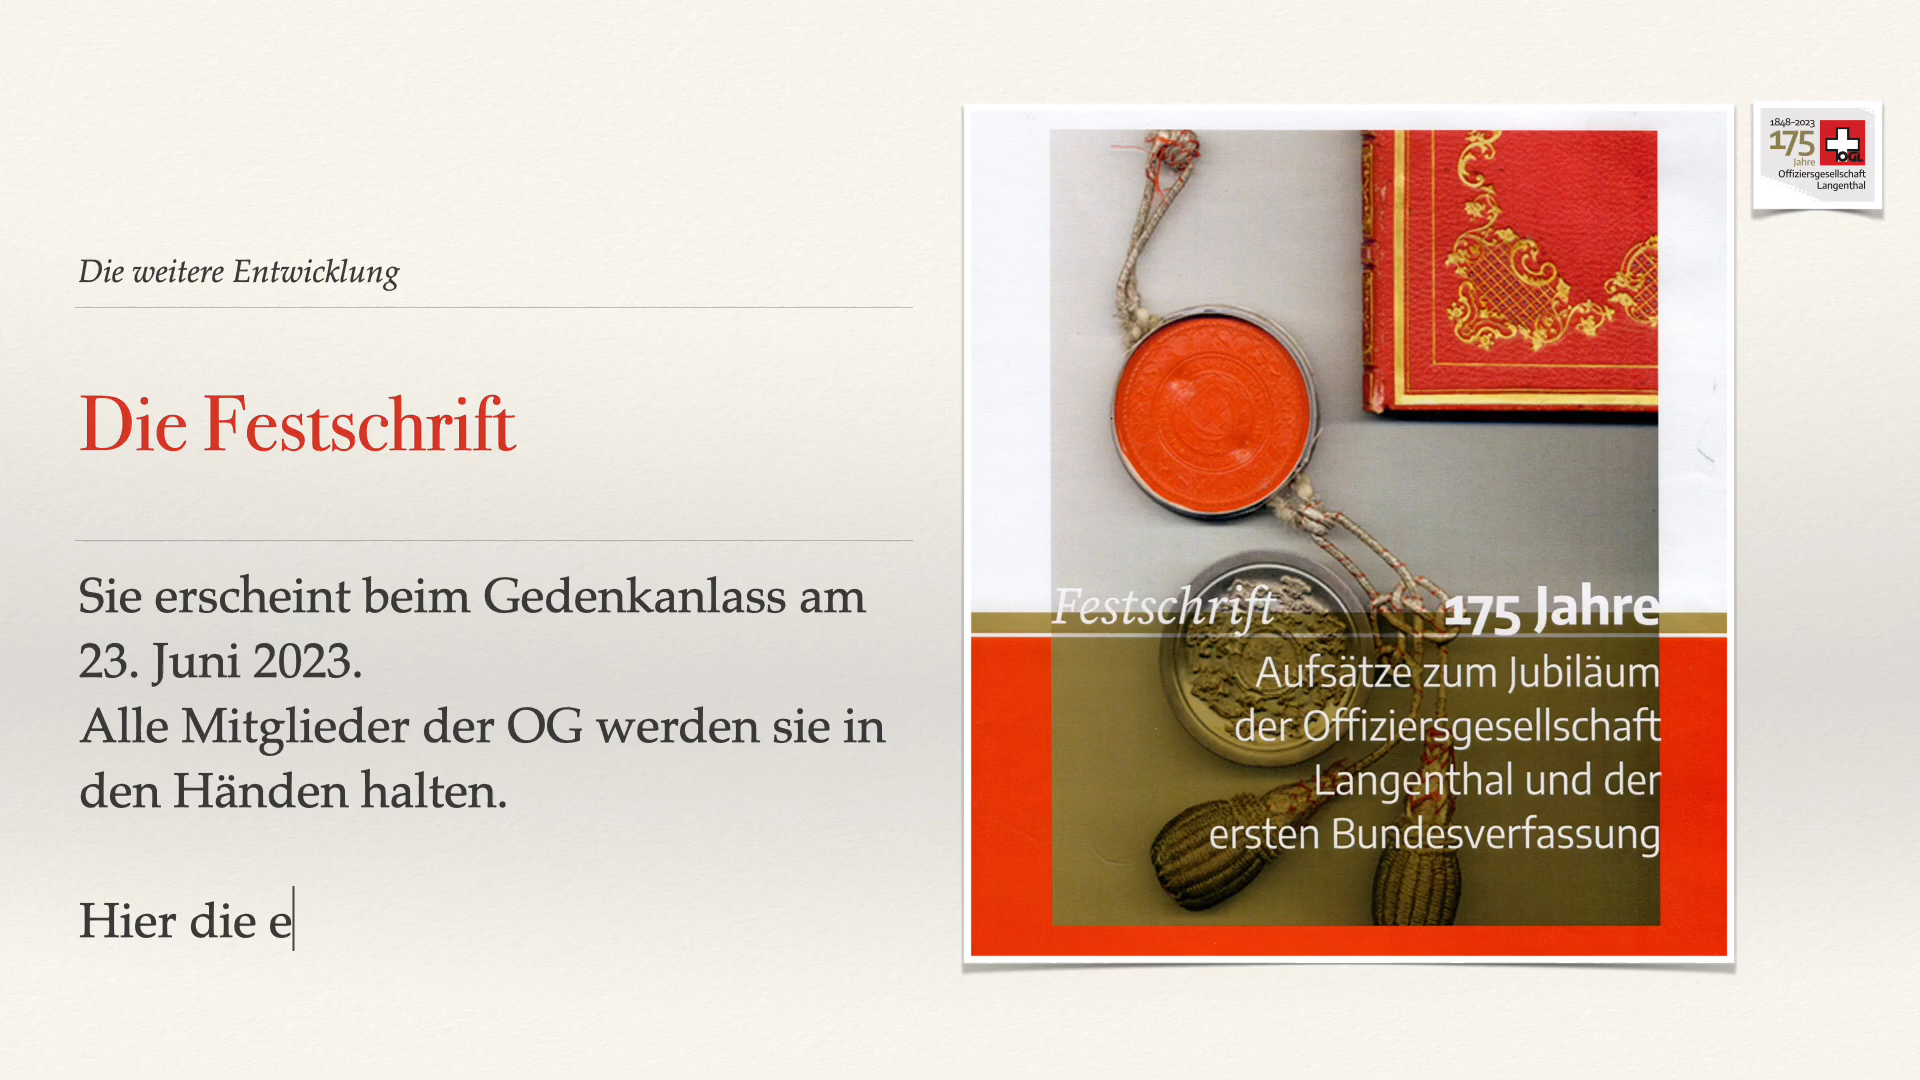 Die weitere Entwicklung
Die Festschrift
Sie erscheint beim Gedenkanlass am
23. Juni 2023.
Alle Mitglieder der OG werden sie in
den Händen halten.
Hier die e
Festschrift
175 Jahre
Aufsätze zum Jubiläum
der Offiziersgesellschaft
Langenthal und der
ersten Bundesverfassung
1848–2023
175
Jahre
OGL
Offiziersgesellschaft
Langenthal